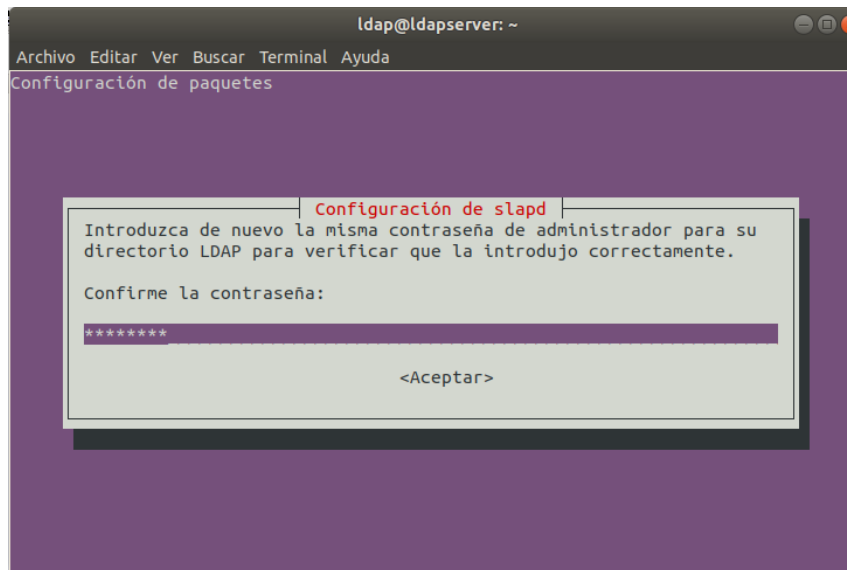 ldap@ldapserver: ~
Archivo Editar Ver Buscar Terminal Ayuda
Configuración de paquetes
Configuración de slapd
Introduzca de nuevo la misma contraseña de administrador para su
directorio LDAP para verificar que la introdujo correctamente.
Confirme la contraseña:
********
<Aceptar>